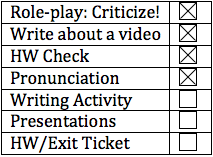 Role-play: Criticize! ☒
Write about a video ☒
HW Check ☒
Pronunciation ☒
Writing Activity ☐
Presentations ☐
HW/Exit Ticket ☐